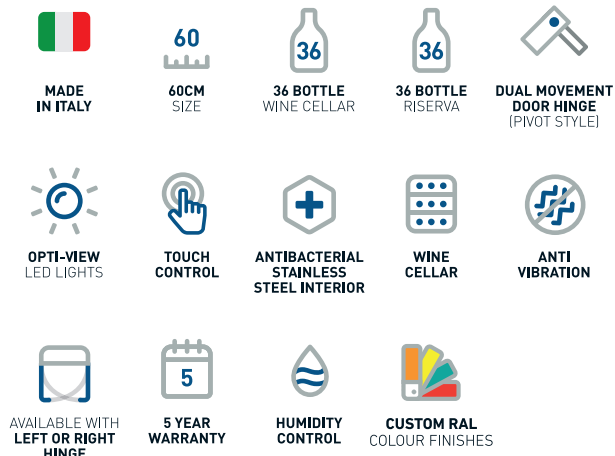 60
36
36
MADE
IN ITALY
60CM
SIZE
36 BOTTLE
WINE CELLAR
36 BOTTLE
RISERVA
DUAL MOVEMENT
DOOR HINGE
(PIVOT STYLE)
OPTI-VIEW
LED LIGHTS
TOUCH
CONTROL
ANTIBACTERIAL
STAINLESS
STEEL INTERIOR
WINE
CELLAR
ANTI
VIBRATION
5
AVAILABLE WITH
LEFT OR RIGHT
HINGE
5 YEAR
WARRANTY
HUMIDITY
CONTROL
CUSTOM RAL
COLOUR FINISHES